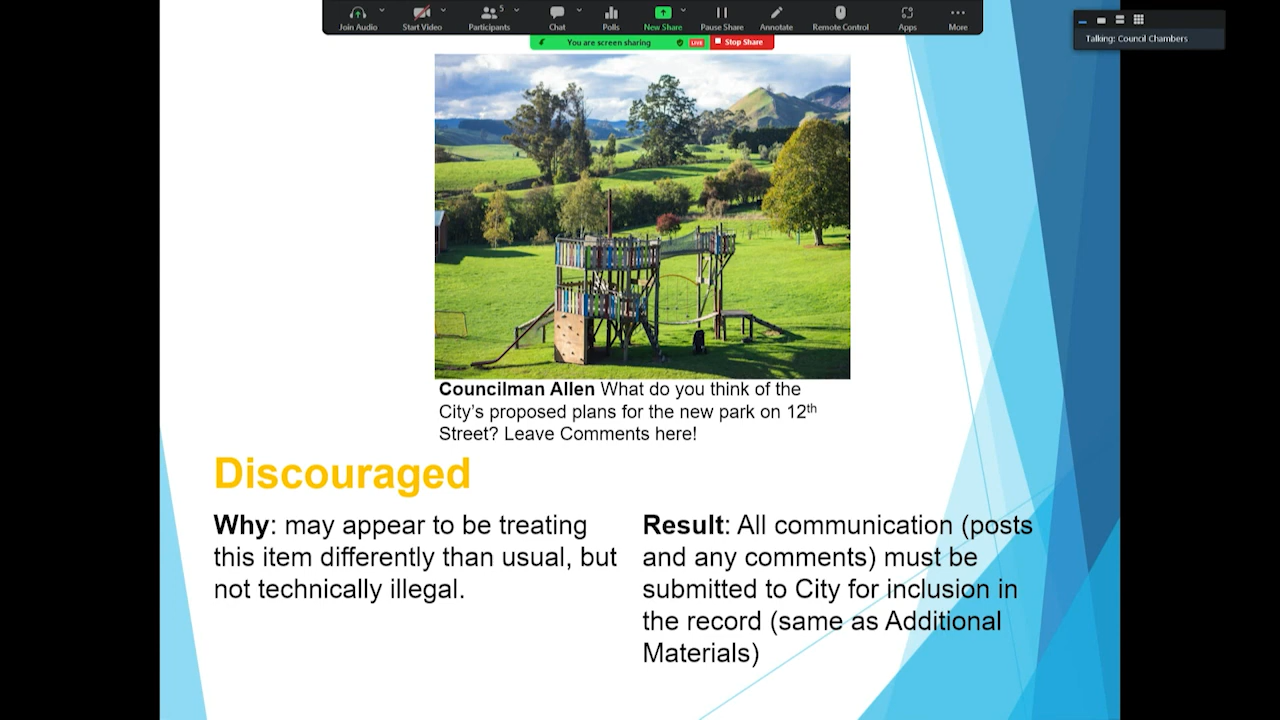 Join Audio
Start Video
5
Participants
Chat
Polls
New Share
Pause Share
Annotate
Remote Control
Apps
More
You are screen sharing
LIVE
Stop Share
Talking: Council Chambers
Councilman Allen What do you think of the
City’s proposed plans for the new park on 12th
Street? Leave Comments here!
Discouraged
Why: may appear to be treating
this item differently than usual, but
not technically illegal.
Result: All communication (posts
and any comments) must be
submitted to City for inclusion in
the record (same as Additional
Materials)